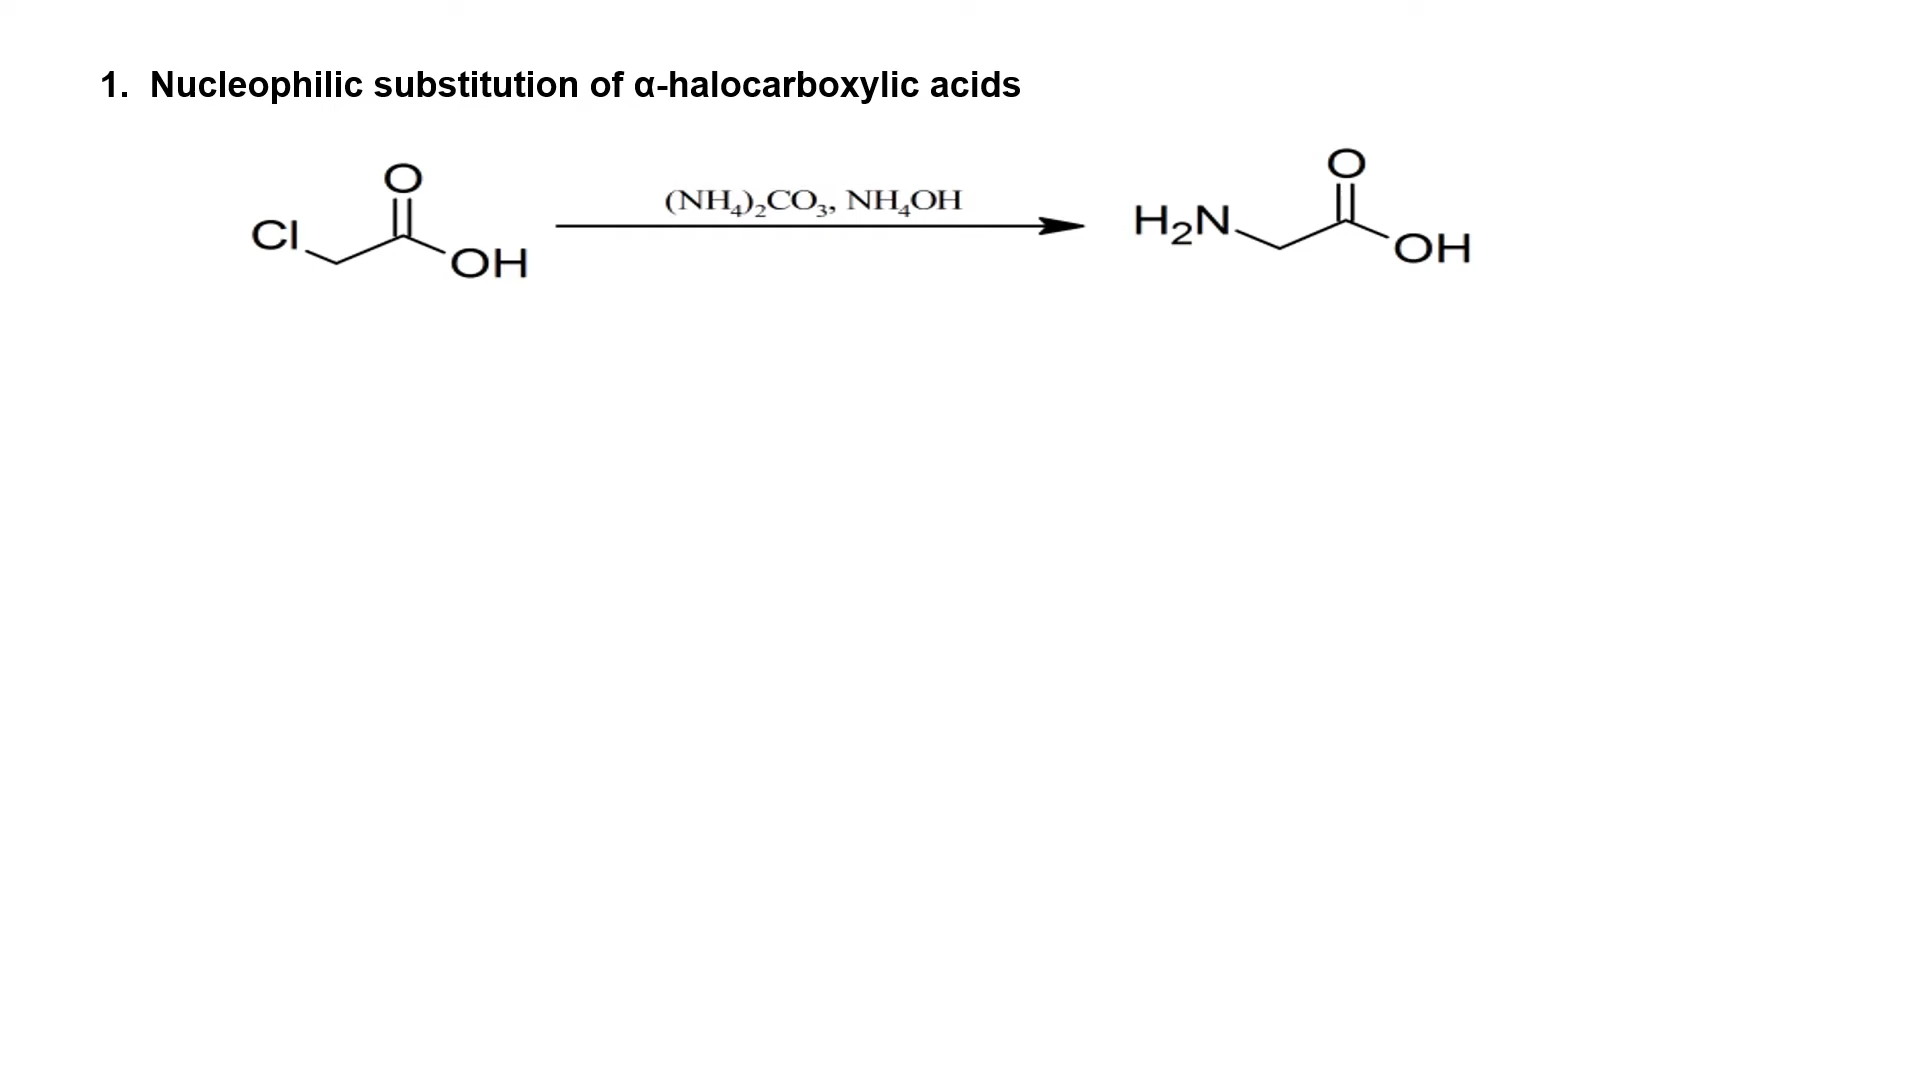 1. Nucleophilic substitution of α-halocarboxylic acids
O
Cl
OH
(NH₄)₂CO₃, NH₄OH
O
H₂N
OH